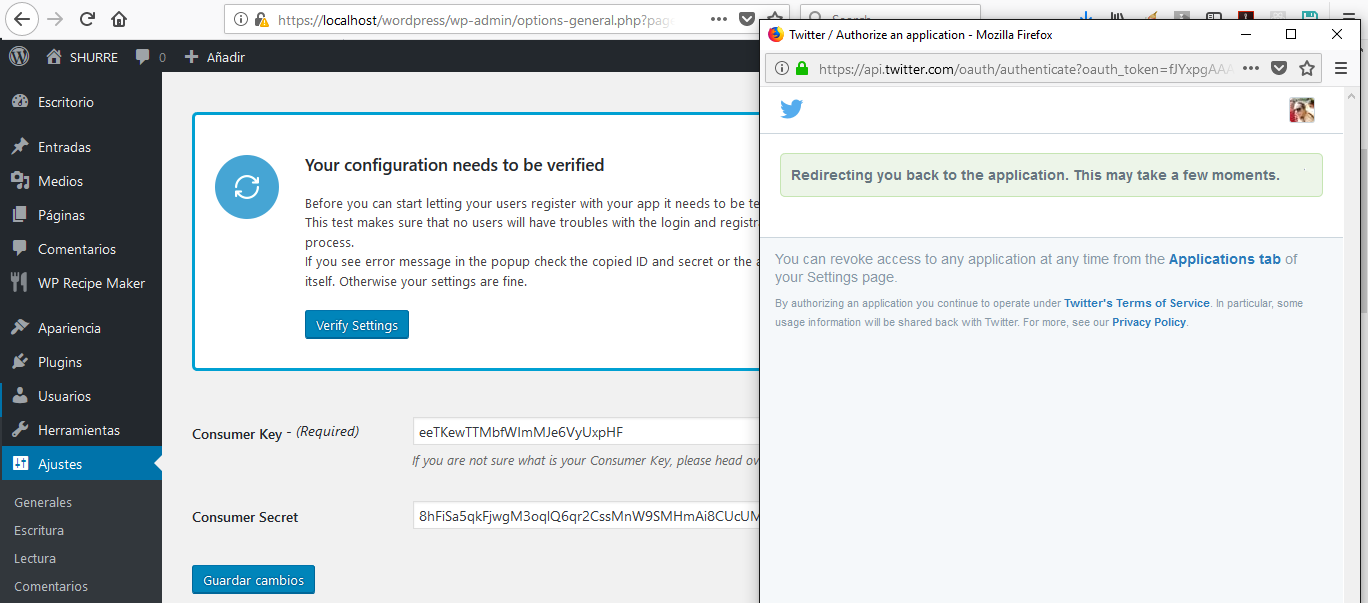 https://localhost/wordpress/wp-admin/options-general.php?page
Search
SHURRE
0
Añadir
Escritorio
Entradas
Medios
Páginas
Comentarios
WP Recipe Maker
Apariencia
Plugins
Usuarios
Herramientas
Ajustes
Generales
Escritura
Lectura
Comentarios
Your configuration needs to be verified
Before you can start letting your users register with your app it needs to be te
This test makes sure that no users will have troubles with the login and registra
process.
If you see error message in the popup check the copied ID and secret or the a
itself. Otherwise your settings are fine.
Verify Settings
Consumer Key - (Required)
eeTKewTTMbfWImMJe6VyUxpHF
If you are not sure what is your Consumer Key, please head ov
Consumer Secret
8hFiSa5qkFjwgM3oqlQ6qr2CssMnW9SMHmAi8CUcUM
Guardar cambios
Twitter / Authorize an application - Mozilla Firefox
https://api.twitter.com/oauth/authenticate?oauth_token=fJYxpgAAA
Redirecting you back to the application. This may take a few moments.
You can revoke access to any application at any time from the Applications tab of
your Settings page.
By authorizing an application you continue to operate under Twitter's Terms of Service. In particular, some
usage information will be shared back with Twitter. For more, see our Privacy Policy.